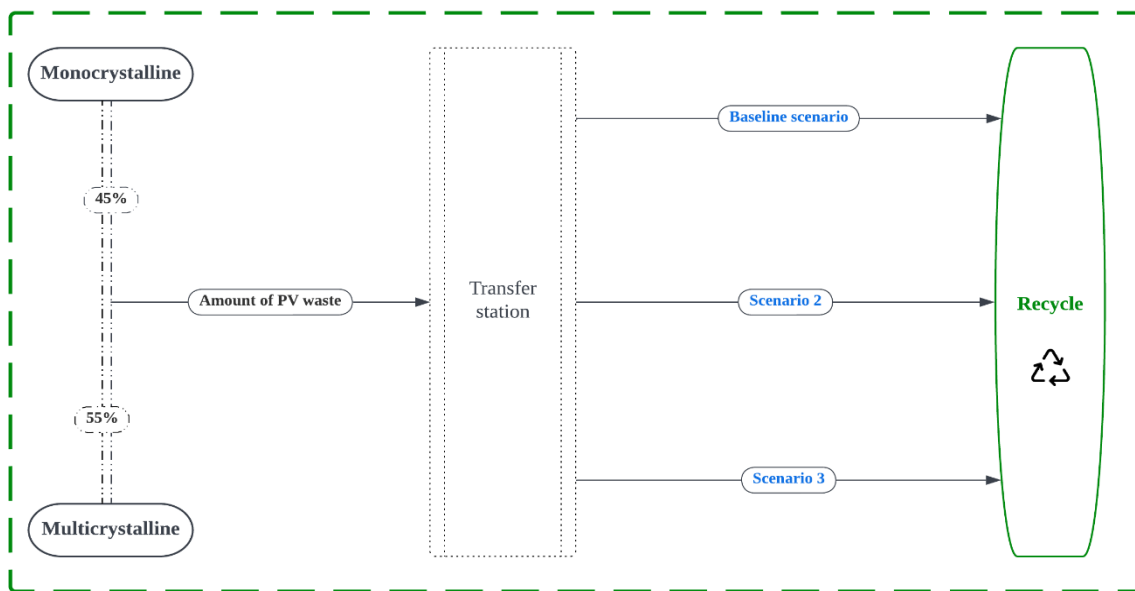 Monocrystalline
Baseline scenario
45%
Amount of PV waste
Transfer
station
Scenario 2
Recycle
55%
Scenario 3
Multicrystalline